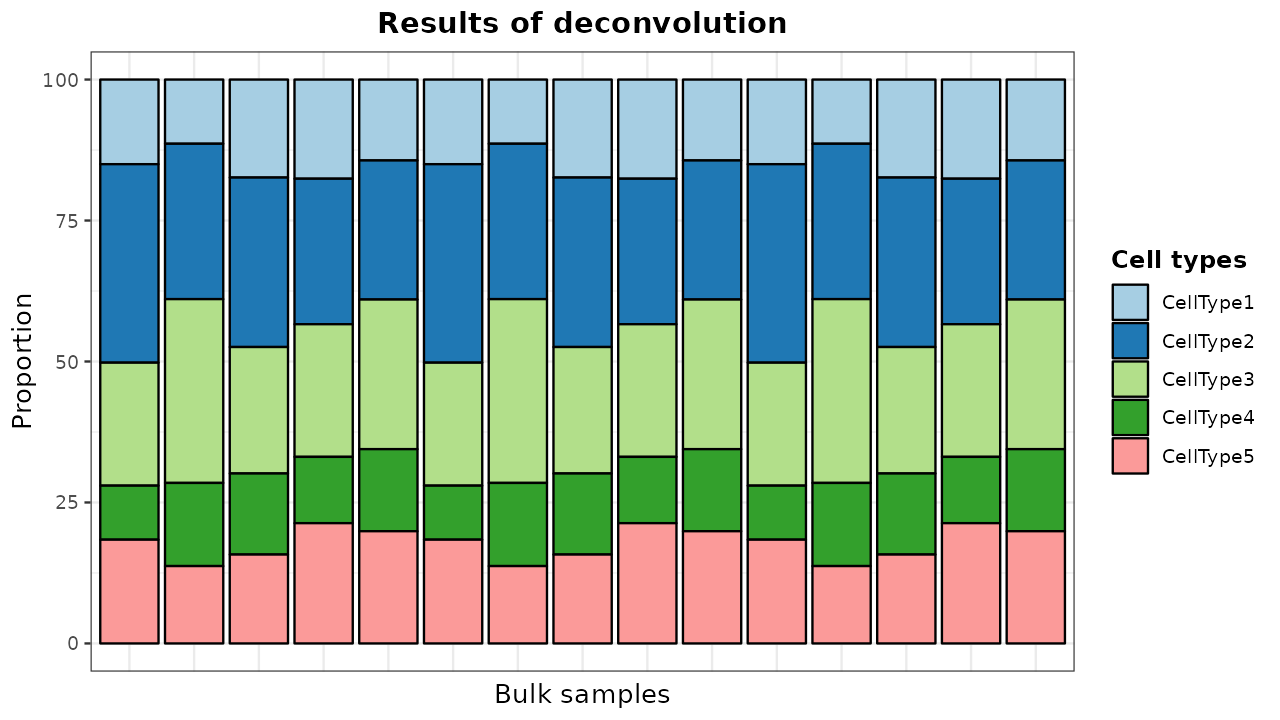 Results of deconvolution
Proportion
100
75
50
25
0
Bulk samples
Cell types
CellType1
CellType2
CellType3
CellType4
CellType5